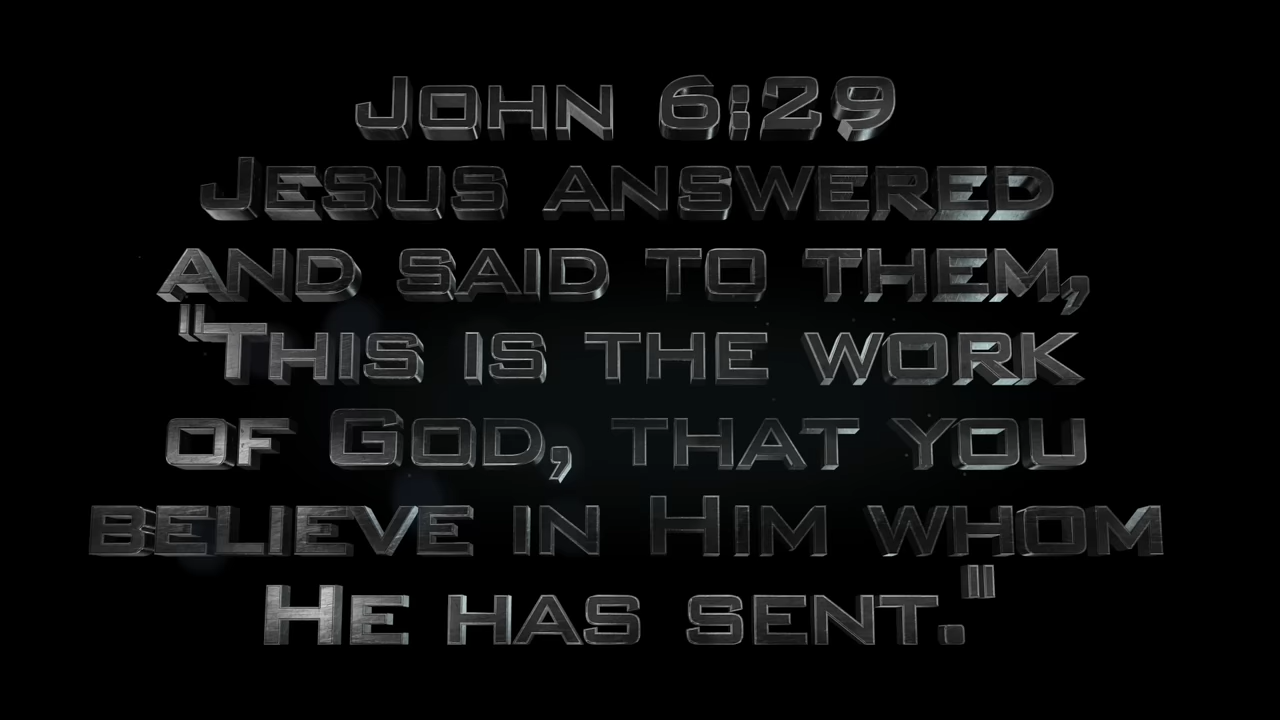 John 6:29
Jesus answered
and said to them,
"This is the work
of God, that you
believe in Him whom
He has sent."